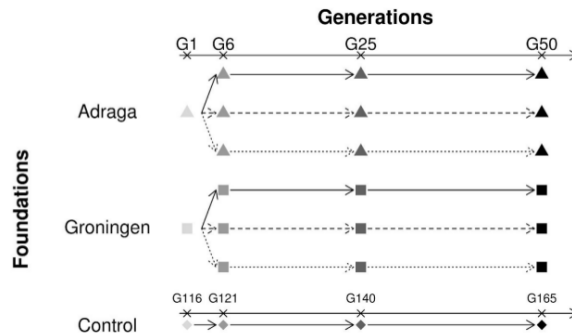 Generations
G1 G6 G25 G50
Adraga
Foundations
Groningen
G116 G121 G140 G165
Control